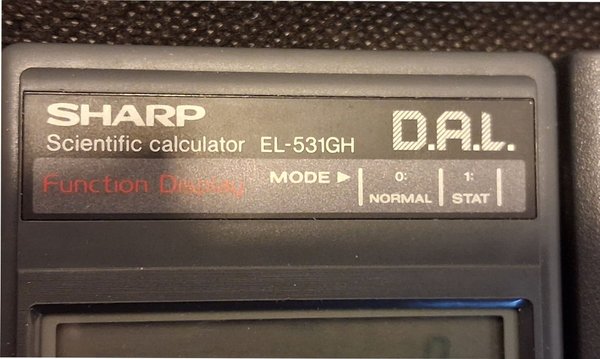 SHARP D.A.L.
Scientific calculator EL-531GH
Function Display MODE ▶ 0: NORMAL 1: STAT